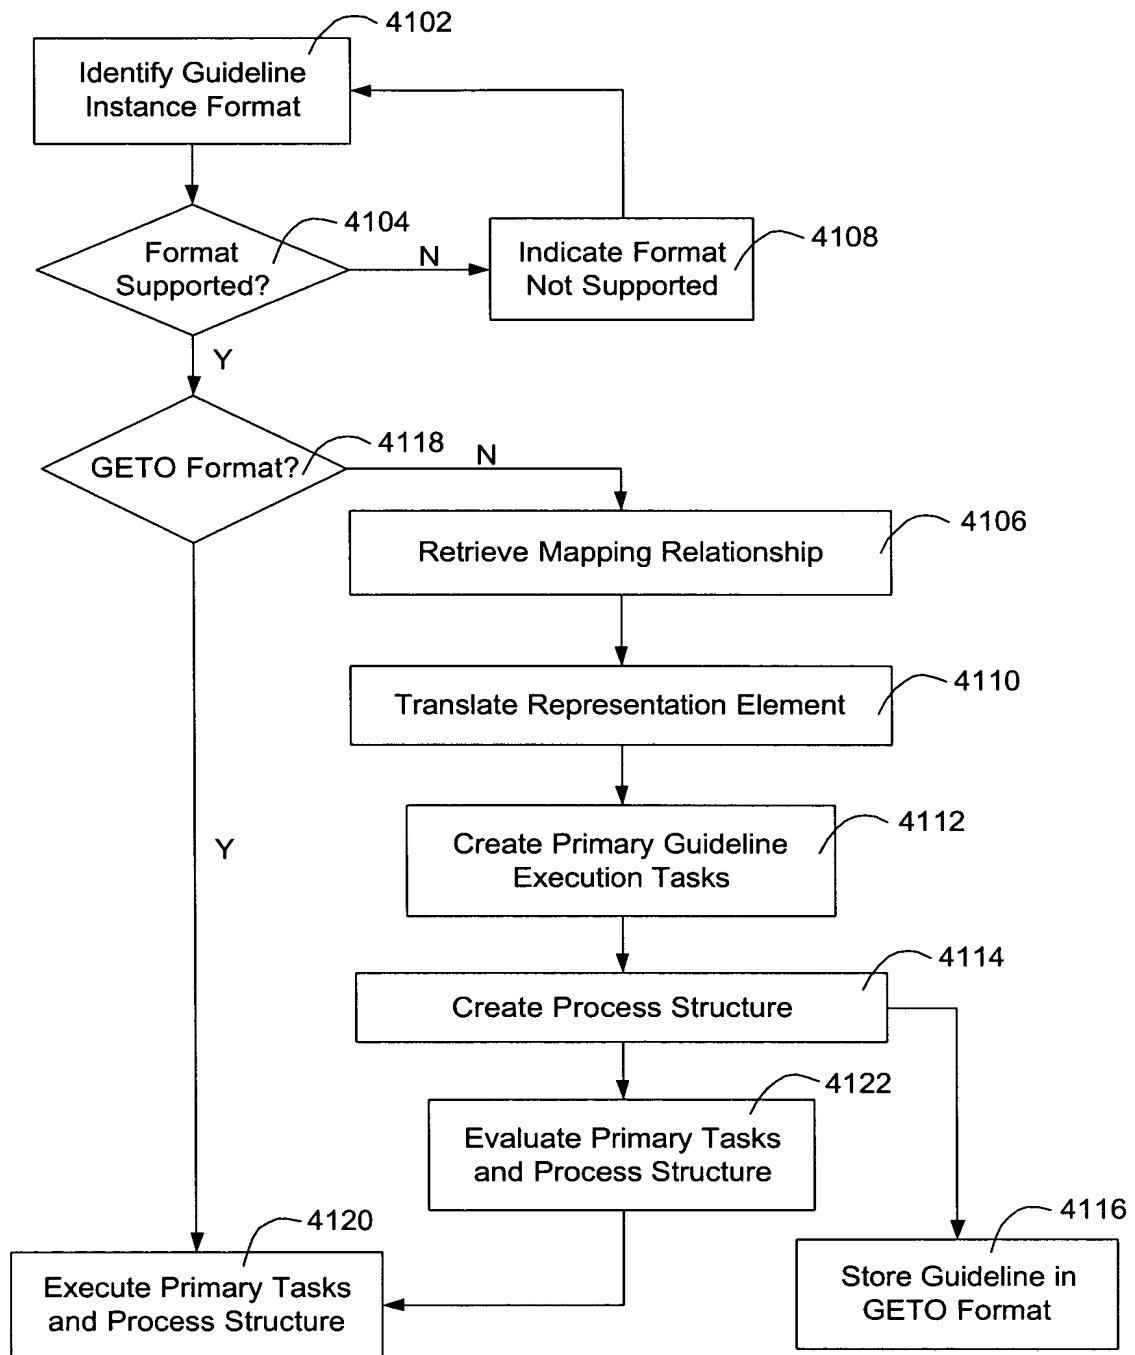 4102
Identify Guideline
Instance Format
4104
Format
Supported?
N
4108
Indicate Format
Not Supported
Y
4118
GETO Format?
N
4106
Retrieve Mapping Relationship
4110
Translate Representation Element
4112
Create Primary Guideline
Execution Tasks
Y
4114
Create Process Structure
4122
Evaluate Primary Tasks
and Process Structure
4120
Execute Primary Tasks
and Process Structure
4116
Store Guideline in
GETO Format